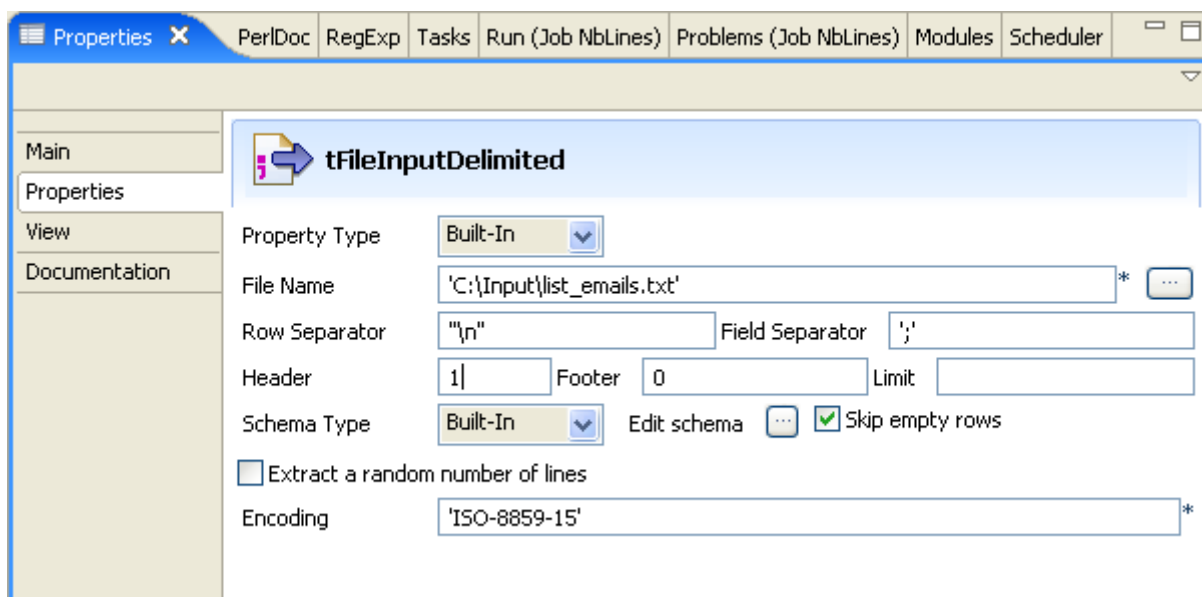 Properties PerlDoc RegExp Tasks Run (Job NbLines) Problems (Job NbLines) Modules Scheduler
Main
Properties
View
Documentation
tFileInputDelimited
Property Type Built-In
File Name 'C:\Input\list_emails.txt' * ...
Row Separator "\n" Field Separator ';'
Header 1 Footer 0 Limit
Schema Type Built-In Edit schema ... Skip empty rows
Extract a random number of lines
Encoding 'ISO-8859-15' *